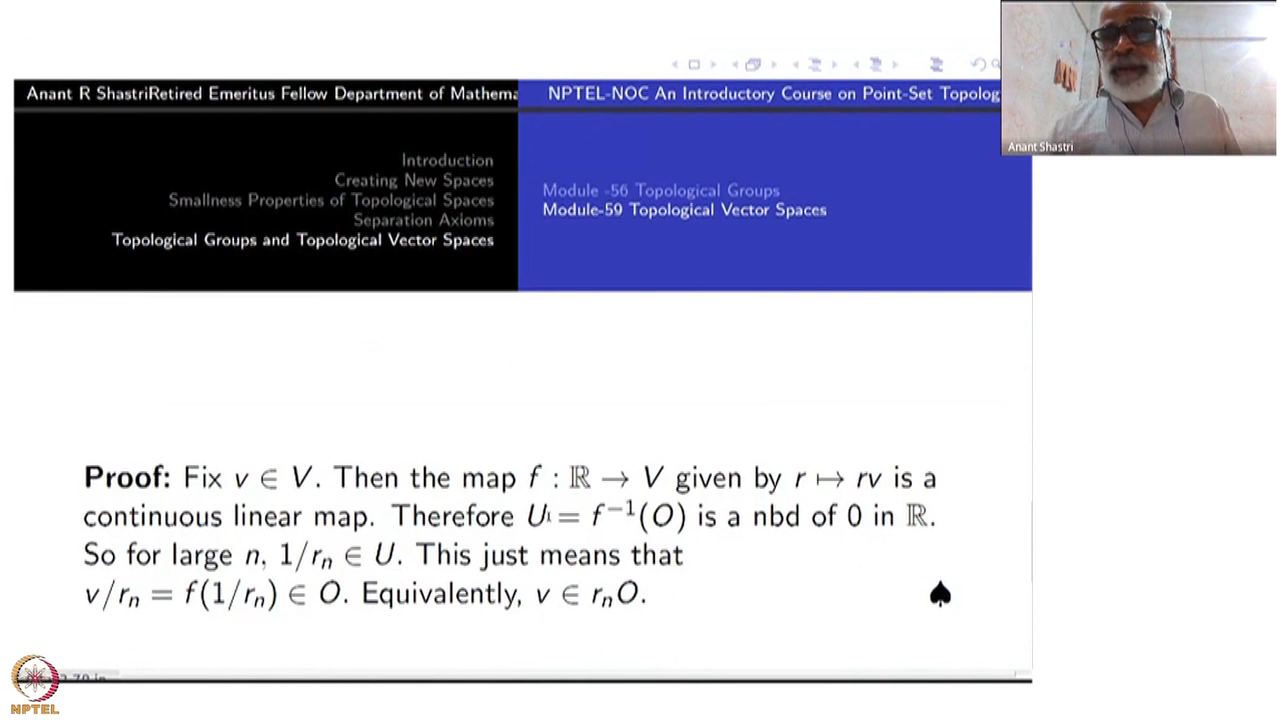 Anant R ShastriRetired Emeritus Fellow Department of Mathema
NPTEL-NOC An Introductory Course on Point-Set Topolog
Anant Shastri
Introduction
Creating New Spaces
Smallness Properties of Topological Spaces
Separation Axioms
Topological Groups and Topological Vector Spaces
Module -56 Topological Groups
Module-59 Topological Vector Spaces
Proof: Fix v ∈ V. Then the map f : ℝ → V given by r ↦ rv is a
continuous linear map. Therefore U = f⁻¹(O) is a nbd of 0 in ℝ.
So for large n, 1/rₙ ∈ U. This just means that
v/rₙ = f(1/rₙ) ∈ O. Equivalently, v ∈ rₙO. ♠
NPTEL